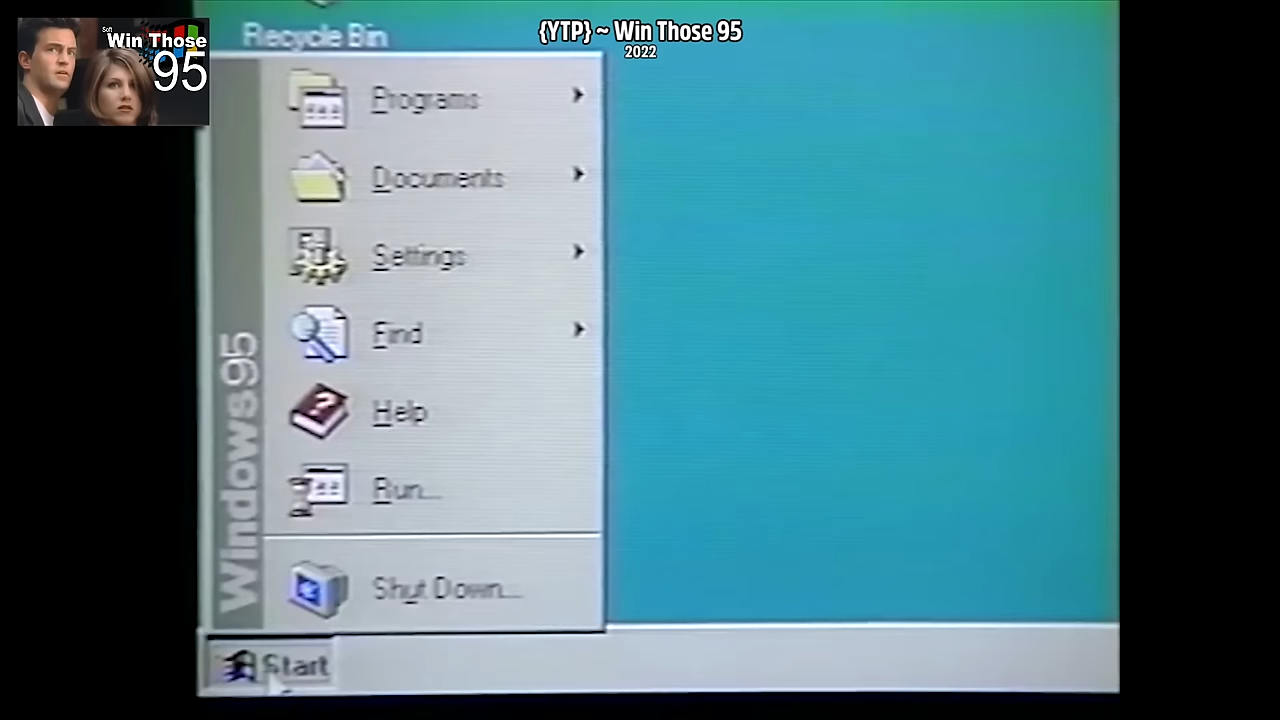 Soft
Win Those
95
{YTP} ~ Win Those 95
2022
Recycle Bin
Programs
Documents
Settings
Find
Help
Run...
Shut Down...
Windows95
Start